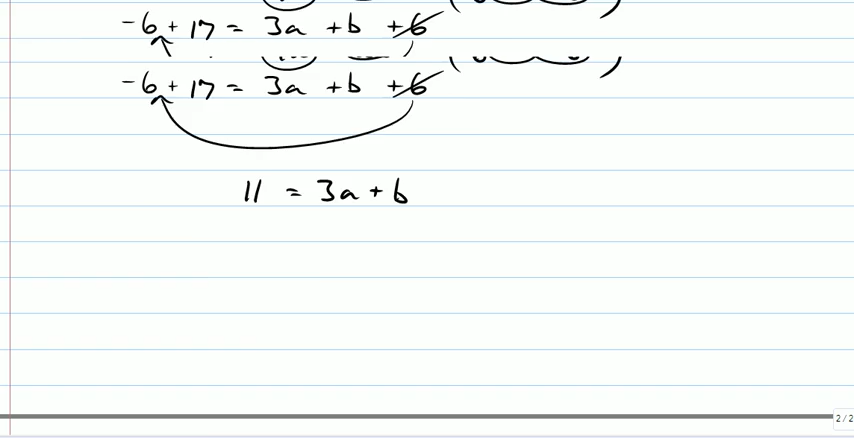 -6 + 17 = 3a + b +6
-6 + 17 = 3a + b +6
11 = 3a + b
2 / 2